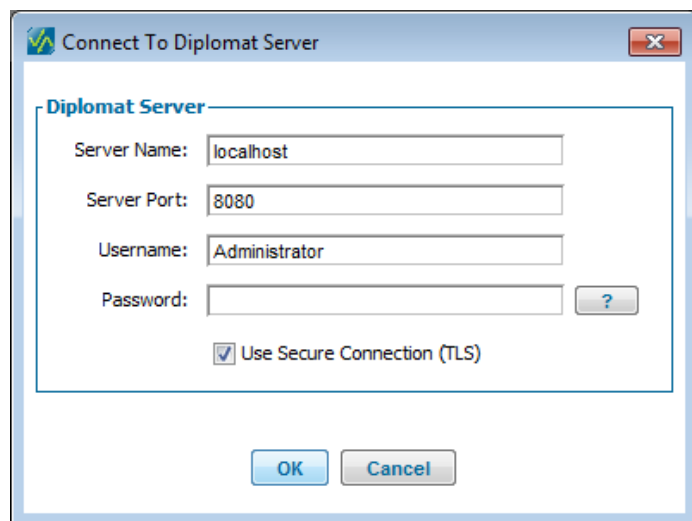 Connect To Diplomat Server
Diplomat Server
Server Name: localhost
Server Port: 8080
Username: Administrator
Password: ?
Use Secure Connection (TLS)
OK Cancel